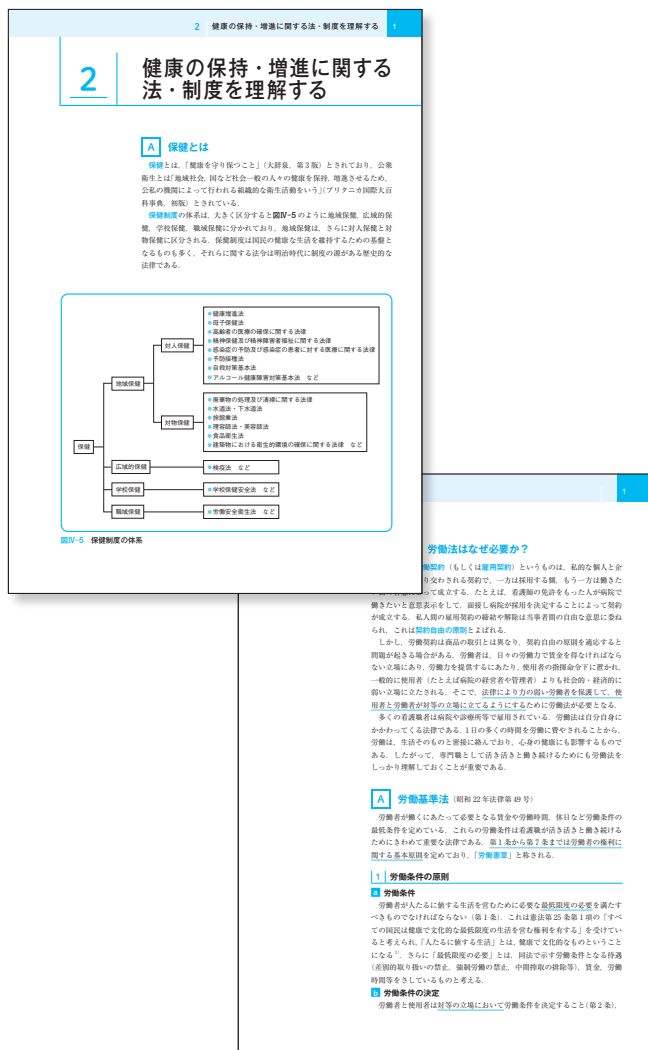 2 健康の保持・増進に関する法・制度を理解する 1
2
健康の保持・増進に関する
法・制度を理解する
A 保健とは
保健とは,「健康を守り保つこと」(大辞泉,第3版)とされており,公衆
衛生とは「地域社会,国など社会一般の人々の健康を保持,増進させるため,
公私の機関によって行われる組織的な衛生活動をいう」(ブリタニカ国際大百
科事典,初版)とされている.
保健制度の体系は,大きく区分すると図Ⅳ-5のように地域保健,広域的保
健,学校保健,職域保健に分かれており,地域保健は,さらに対人保健と対
物保健に区分される.保健制度は国民の健康な生活を維持するための基盤と
なるものも多く,それらに関する法令は明治時代に制度の源がある歴史的な
法律である.
保健
地域保健
対人保健
●健康増進法
●母子保健法
●高齢者の医療の確保に関する法律
●精神保健及び精神障害者福祉に関する法律
●感染症の予防及び感染症の患者に対する医療に関する法律
●予防接種法
●自殺対策基本法
●アルコール健康障害対策基本法 など
対物保健
●廃棄物の処理及び清掃に関する法律
●水道法・下水道法
●旅館業法
●理容師法・美容師法
●食品衛生法
●建築物における衛生的環境の確保に関する法律 など
広域的保健
●検疫法 など
学校保健
●学校保健安全法 など
職域保健
●労働安全衛生法 など
図Ⅳ-5 保健制度の体系
1
労働法はなぜ必要か?
働契約(もしくは雇用契約)というものは,私的な個人と企
り交わされる契約で,一方は採用する側,もう一方は働きた
って成立する.たとえば,看護師の免許をもった人が病院で
働きたいと意思表示をして,面接し病院が採用を決定することによって契約
が成立する.私人間の雇用契約の締結や解除は当事者間の自由な意思に委ね
られ,これは契約自由の原則とよばれる.
しかし,労働契約は商品の取引とは異なり,契約自由の原則を適応すると
問題が起きる場合がある.労働者は,日々の労働力で賃金を得なければなら
ない立場にあり,労働力を提供するにあたり,使用者の指揮命令下に置かれ,
一般的に使用者(たとえば病院の経営者や管理者)よりも社会的・経済的に
弱い立場に立たされる.そこで,法律により力の弱い労働者を保護して,使
用者と労働者が対等の立場に立てるようにするために労働法が必要となる.
多くの看護職者は病院や診療所等で雇用されている.労働法は自分自身に
かかわってくる法律である.1日の多くの時間を労働に費やされることから,
労働は,生活そのものと密接に絡んでおり,心身の健康にも影響するもので
ある.したがって,専門職として活き活きと働き続けるためにも労働法を
しっかり理解しておくことが重要である.
A 労働基準法(昭和22年法律第49号)
労働者が働くにあたって必要となる賃金や労働時間,休日など労働条件の
最低条件を定めている.これらの労働条件は看護職が活き活きと働き続ける
ためにきわめて重要な法律である.第1条から第7条までは労働者の権利に
関する基本原則を定めており,「労働憲章」と称される.
1 労働条件の原則
a 労働条件
労働者が人たるに値する生活を営むために必要な最低限度の必要を満たす
べきものでなければならない(第1条).これは憲法第25条第1項の「すべ
ての国民は健康で文化的な最低限度の生活を営む権利を有する」を受けてい
ると考えられ,「人たるに値する生活」とは,健康で文化的なものということ
になる.さらに「最低限度の必要」とは,同法で示す労働条件となる待遇
(差別的取り扱いの禁止,強制労働の禁止,中間搾取の排除等),賃金,労働
時間等をさしているものと考える.
b 労働条件の決定
労働者と使用者は対等の立場において労働条件を決定すること(第2条),